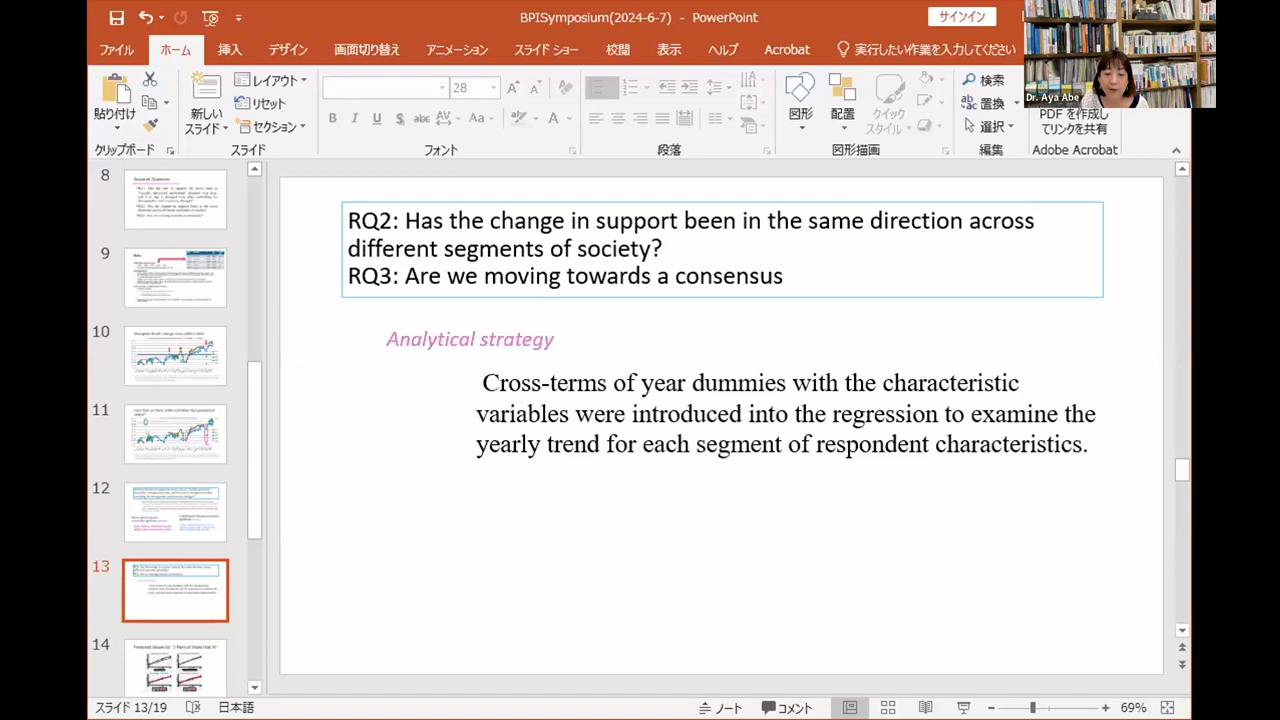 BPISymposium(2024-6-7) - PowerPoint
サインイン
ファイル ホーム 挿入 デザイン 画面切り替え アニメーション スライド ショー 校閲 表示 ヘルプ Acrobat 実行したい作業を入力してください
Dr. Aya Abe
貼り付け
新しい
スライド
レイアウト
リセット
セクション
28
図形
配置
クイック
スタイル
検索
置換
選択
PDF を作成し
てリンクを共有
クリップボード
スライド
フォント
段落
図形描画
編集
Adobe Acrobat
8
9
10
11
12
13
14
RQ2: Has the change in support been in the same direction across
different segments of society?
RQ3: Are we moving towards a consensus
Analytical strategy
Cross-terms of year dummies with the characteristic
variables were introduced into the regression to examine the
yearly trend for each segment of respondent characteristics.
スライド 13/19 日本語 ノート コメント 69%